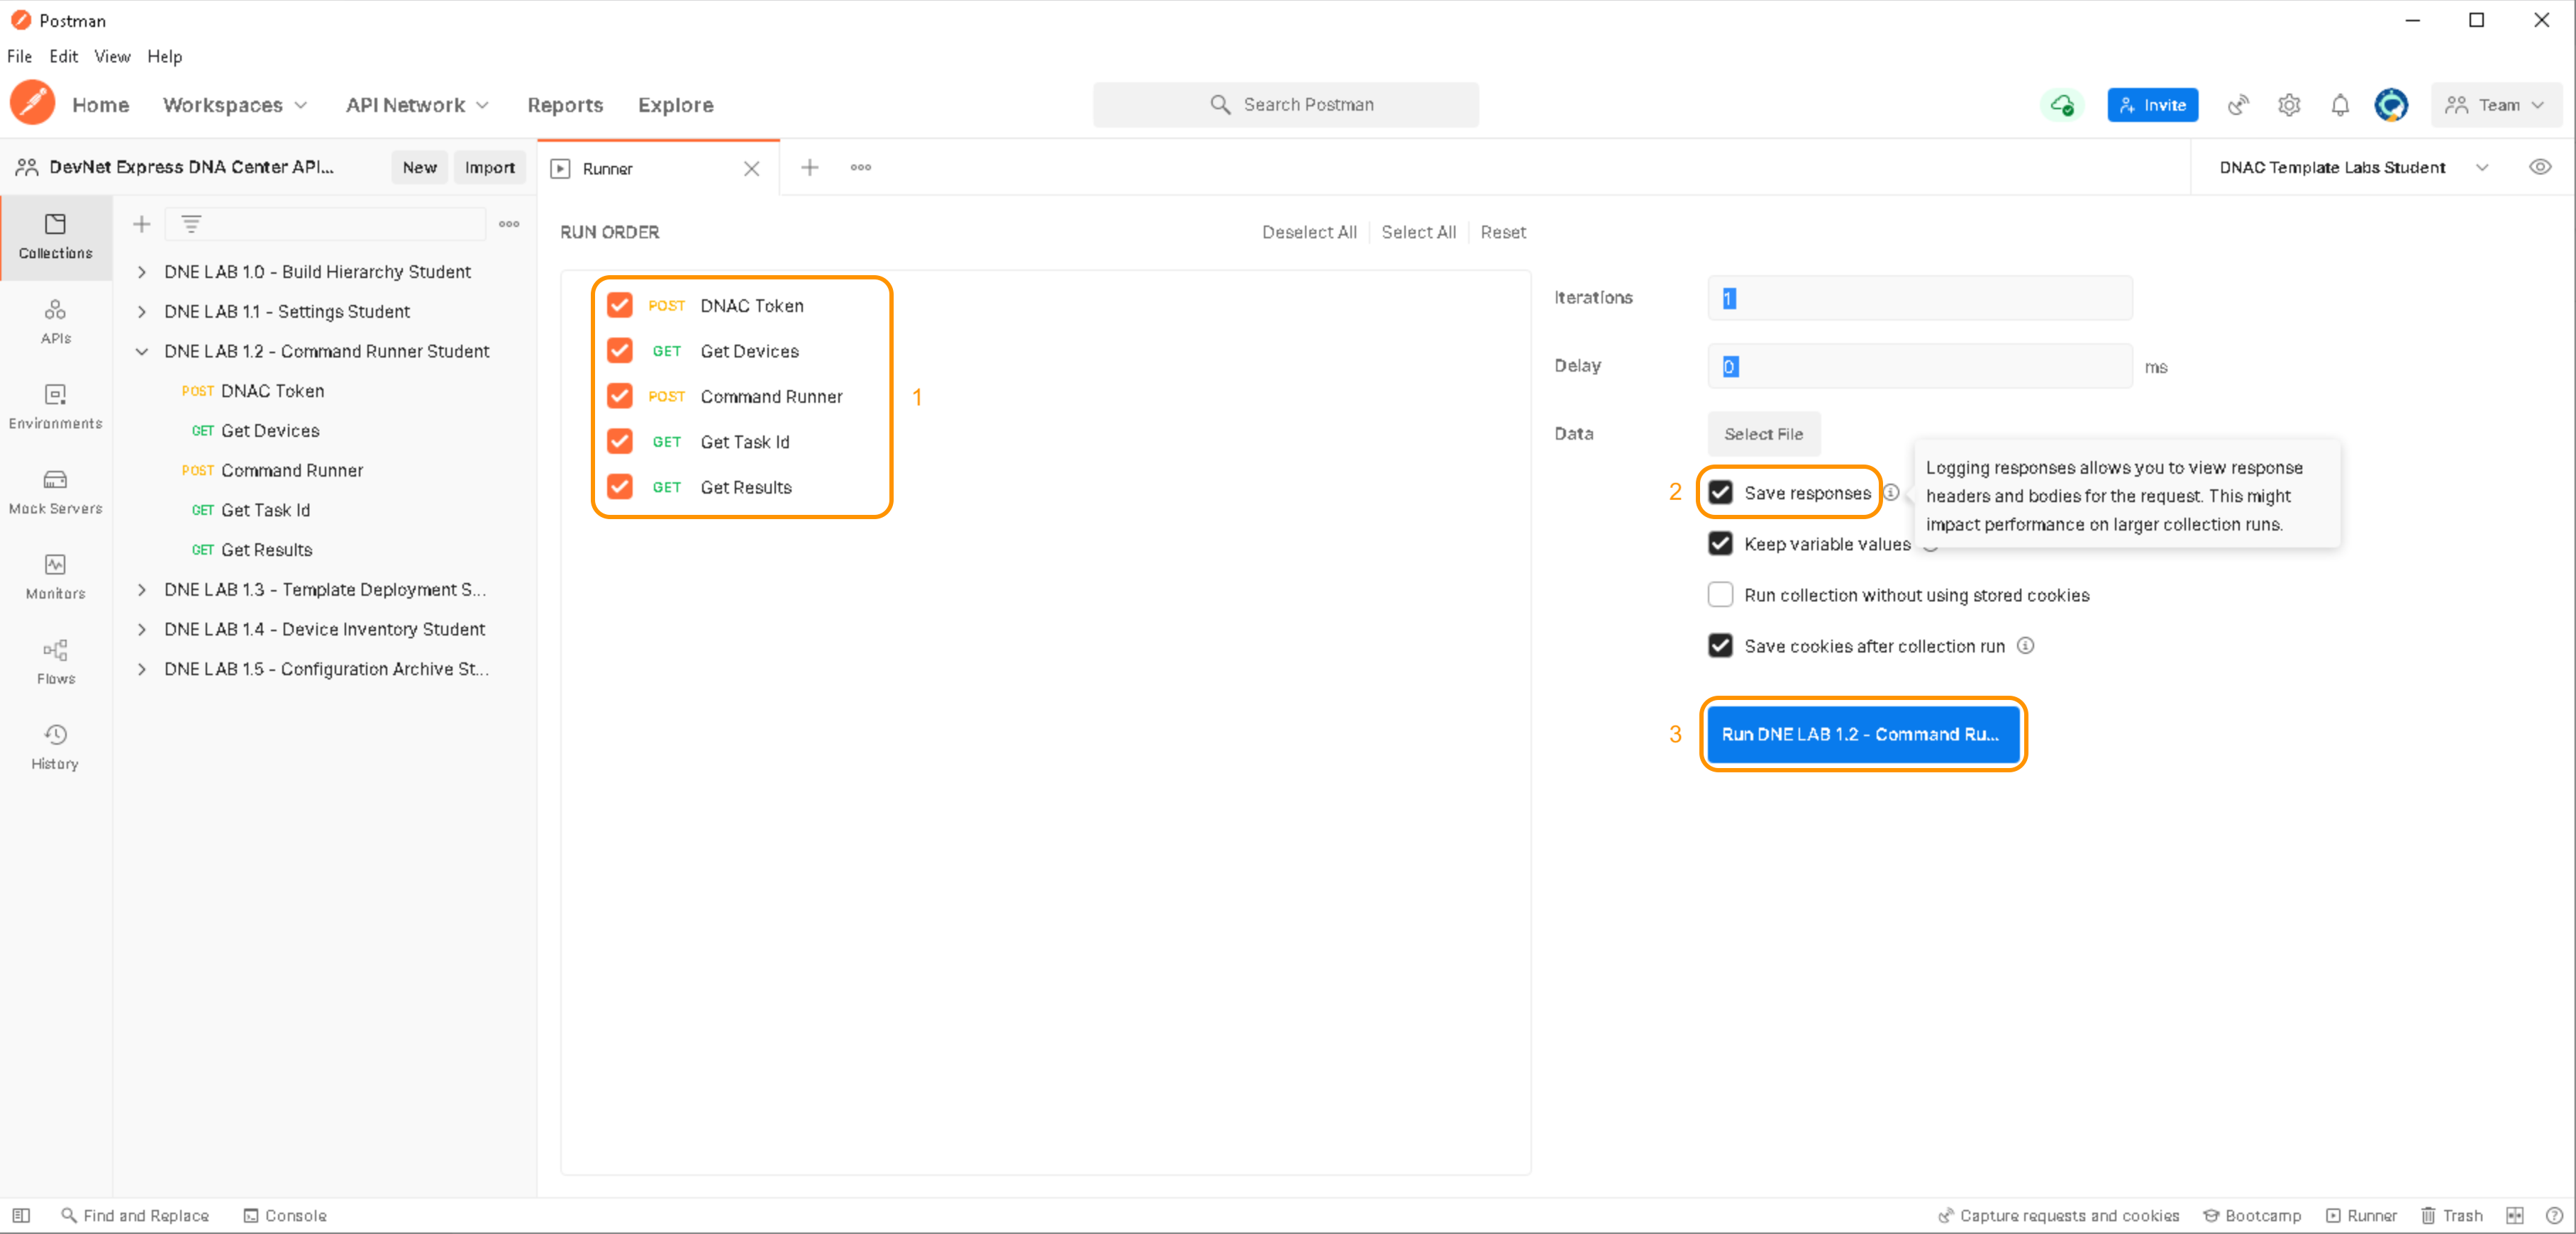 Postman
File Edit View Help
Home Workspaces API Network Reports Explore Search Postman Invite Team
DevNet Express DNA Center API... New Import Runner DNAC Template Labs Student
Collections
APIs
Environments
Mock Servers
Monitors
Flows
History
DNE LAB 1.0 - Build Hierarchy Student
DNE LAB 1.1 - Settings Student
DNE LAB 1.2 - Command Runner Student
POST DNAC Token
GET Get Devices
POST Command Runner
GET Get Task Id
GET Get Results
DNE LAB 1.3 - Template Deployment S...
DNE LAB 1.4 - Device Inventory Student
DNE LAB 1.5 - Configuration Archive St...
RUN ORDER Deselect All Select All Reset
POST DNAC Token
GET Get Devices
POST Command Runner 1
GET Get Task Id
GET Get Results
Iterations 1
Delay 0 ms
Data Select File
2 Save responses
Logging responses allows you to view response
headers and bodies for the request. This might
impact performance on larger collection runs.
Keep variable values
Run collection without using stored cookies
Save cookies after collection run
3 Run DNE LAB 1.2 - Command Ru...
Find and Replace Console Capture requests and cookies Bootcamp Runner Trash